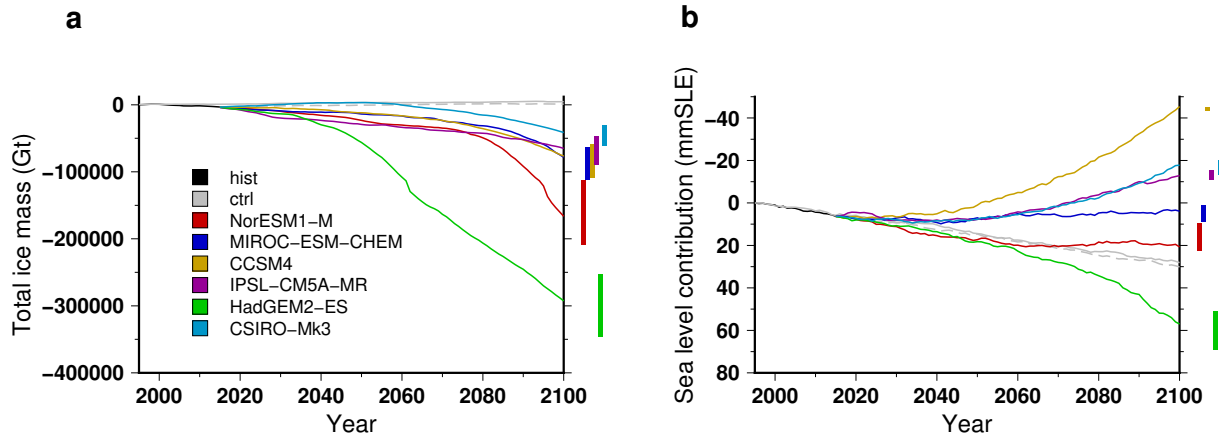 a
Total ice mass (Gt)
0
−100000
−200000
−300000
−400000
hist
ctrl
NorESM1−M
MIROC−ESM−CHEM
CCSM4
IPSL−CM5A−MR
HadGEM2−ES
CSIRO−Mk3
2000 2020 2040 2060 2080 2100
Year
b
Sea level contribution (mmSLE)
−40
−20
0
20
40
60
80
2000 2020 2040 2060 2080 2100
Year